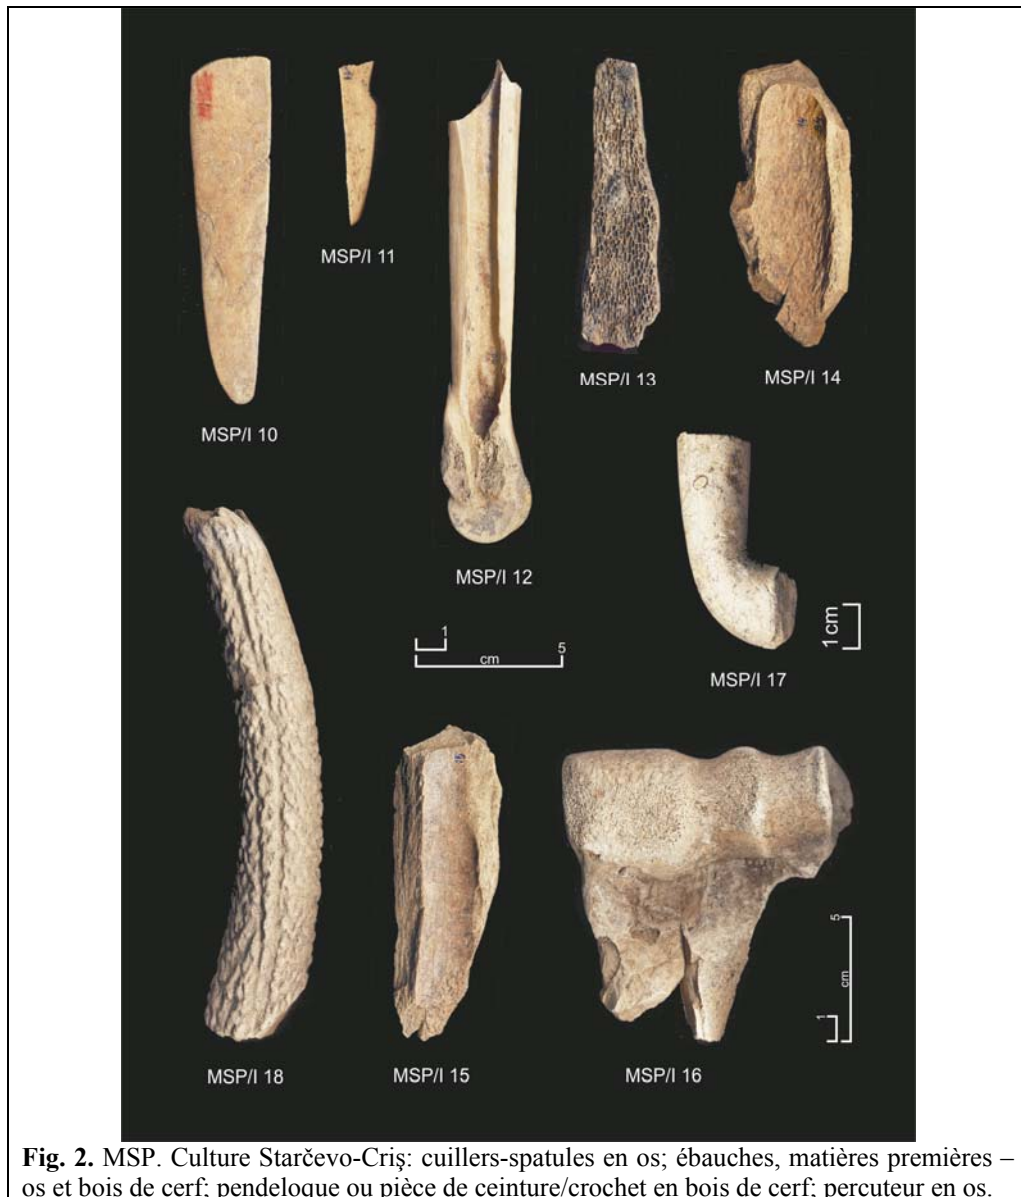 MSP/I 11
MSP/I 13
MSP/I 14
MSP/I 10
MSP/I 12
1
cm 5
1cm
MSP/I 17
5
cm
1
MSP/I 18
MSP/I 15
MSP/I 16
Fig. 2. MSP. Culture Starčevo-Criş: cuillers-spatules en os; ébauches, matières premières –
os et bois de cerf; pendeloque ou pièce de ceinture/crochet en bois de cerf; percuteur en os.